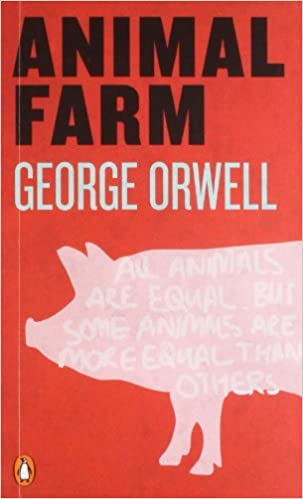 ANIMAL
FARM
GEORGE ORWELL
ALL ANIMALS
ARE EQUAL BUT
SOME ANIMALS ARE
MORE EQUAL THAN
OTHERS